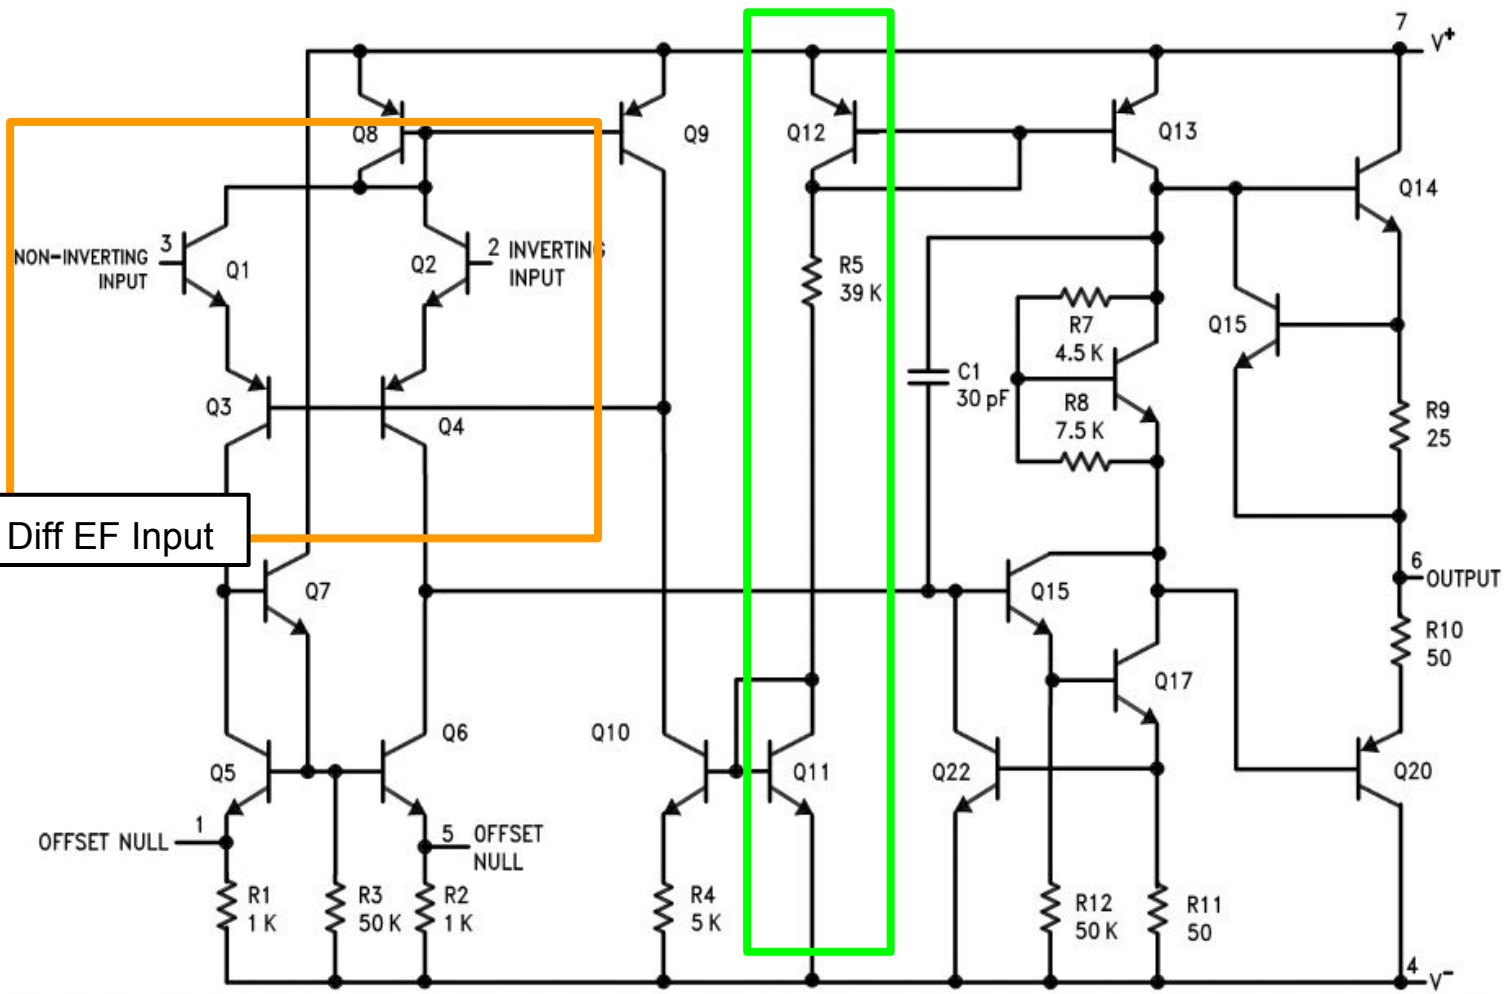 7
V+
Q8
Q9
Q12
Q13
Q14
NON-INVERTING
INPUT
3
Q1
Q2
2 INVERTING
INPUT
R5
39 K
R7
4.5 K
Q15
C1
30 pF
R8
7.5 K
Q3
Q4
R9
25
Diff EF Input
Q7
Q15
6
OUTPUT
R10
50
Q17
Q5
Q6
Q10
Q11
Q22
Q20
OFFSET NULL
1
5 OFFSET
NULL
R1
1 K
R3
50 K
R2
1 K
R4
5 K
R12
50 K
R11
50
4
V-